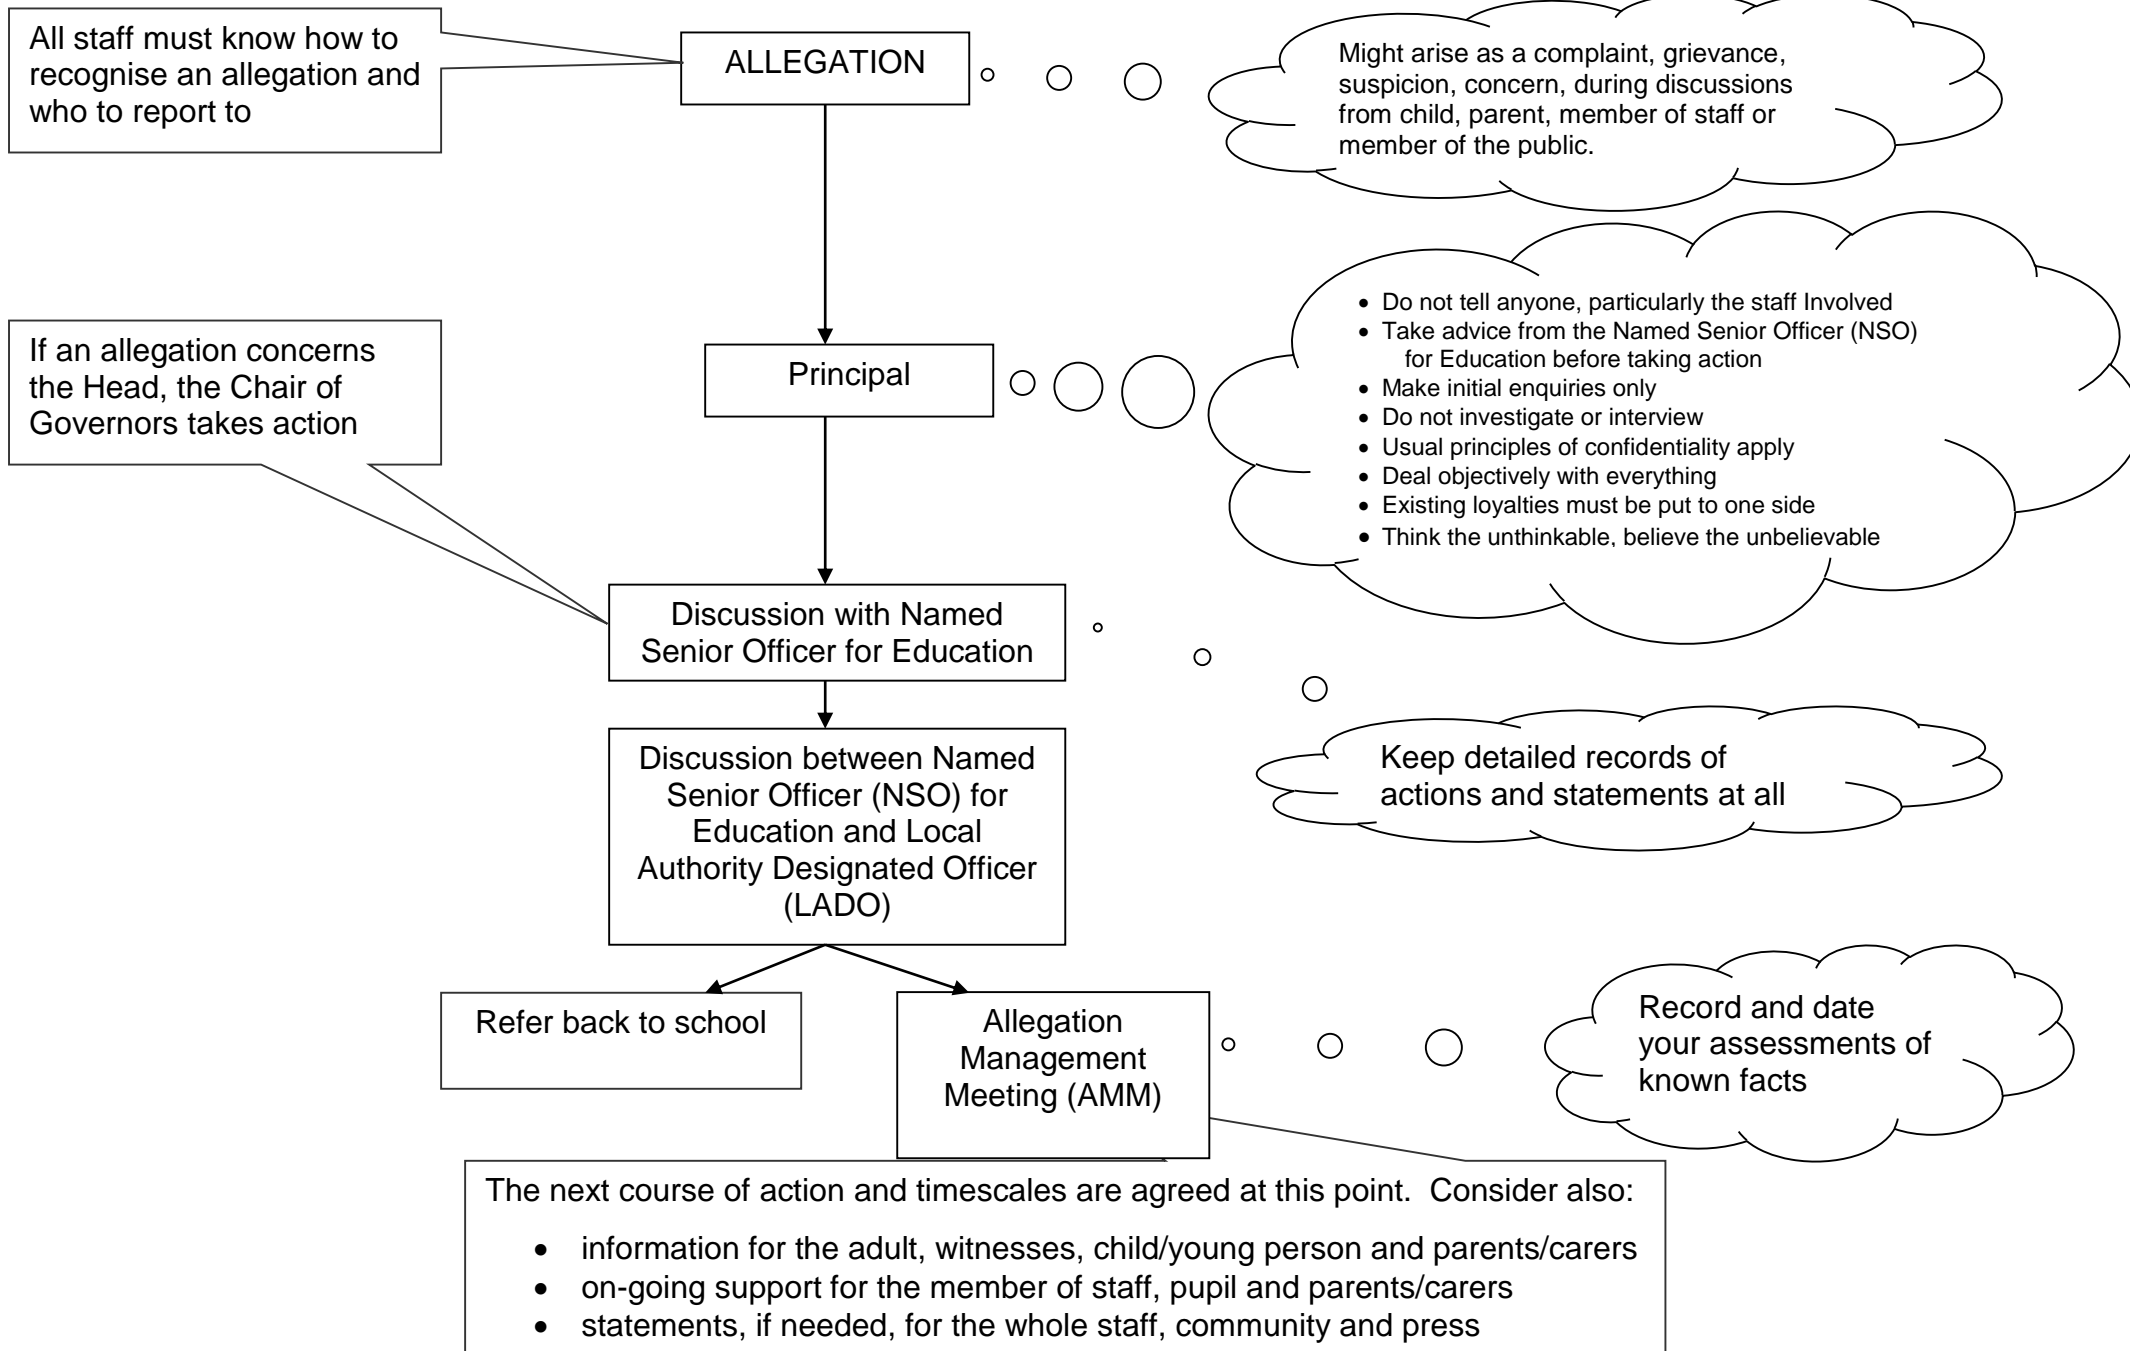 All staff must know how to
recognise an allegation and
who to report to
ALLEGATION
Might arise as a complaint, grievance,
suspicion, concern, during discussions
from child, parent, member of staff or
member of the public.
If an allegation concerns
the Head, the Chair of
Governors takes action
Principal
• Do not tell anyone, particularly the staff Involved
• Take advice from the Named Senior Officer (NSO)
for Education before taking action
• Make initial enquiries only
• Do not investigate or interview
• Usual principles of confidentiality apply
• Deal objectively with everything
• Existing loyalties must be put to one side
• Think the unthinkable, believe the unbelievable
Discussion with Named
Senior Officer for Education
Discussion between Named
Senior Officer (NSO) for
Education and Local
Authority Designated Officer
(LADO)
Keep detailed records of
actions and statements at all
Refer back to school
Allegation
Management
Meeting (AMM)
Record and date
your assessments of
known facts
The next course of action and timescales are agreed at this point.  Consider also:
• information for the adult, witnesses, child/young person and parents/carers
• on-going support for the member of staff, pupil and parents/carers
• statements, if needed, for the whole staff, community and press